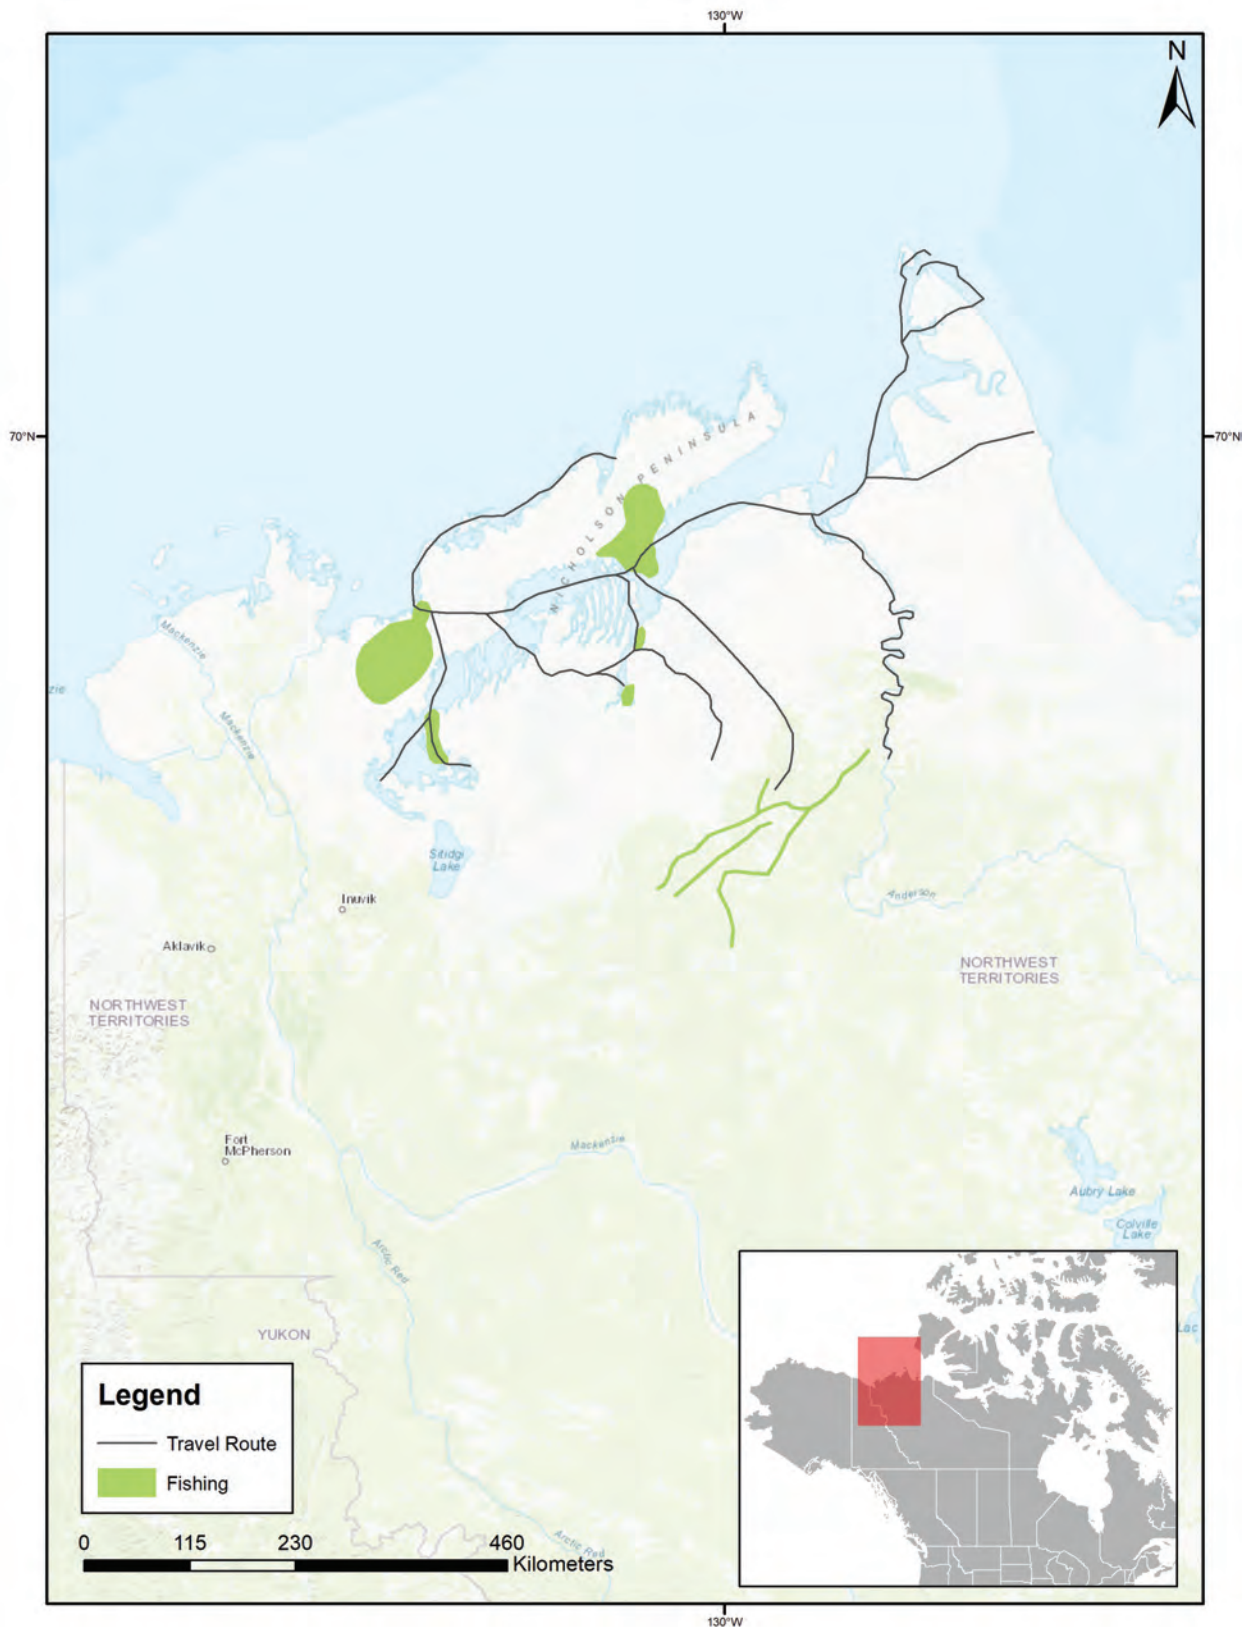 130°W
N
70°N
70°N
NICHOLSON PENINSULA
Mackenzie
zie
Mackenzie
Sitidgi
Lake
Inuvik
Anderson
Aklavik
NORTHWEST
TERRITORIES
NORTHWEST
TERRITORIES
Fort
McPherson
Mackenzie
Aubry Lake
Colville
Lake
Arctic Red
Lac
YUKON
Legend
Travel Route
Fishing
0 115 230 460
Kilometers
Arctic Red
130°W